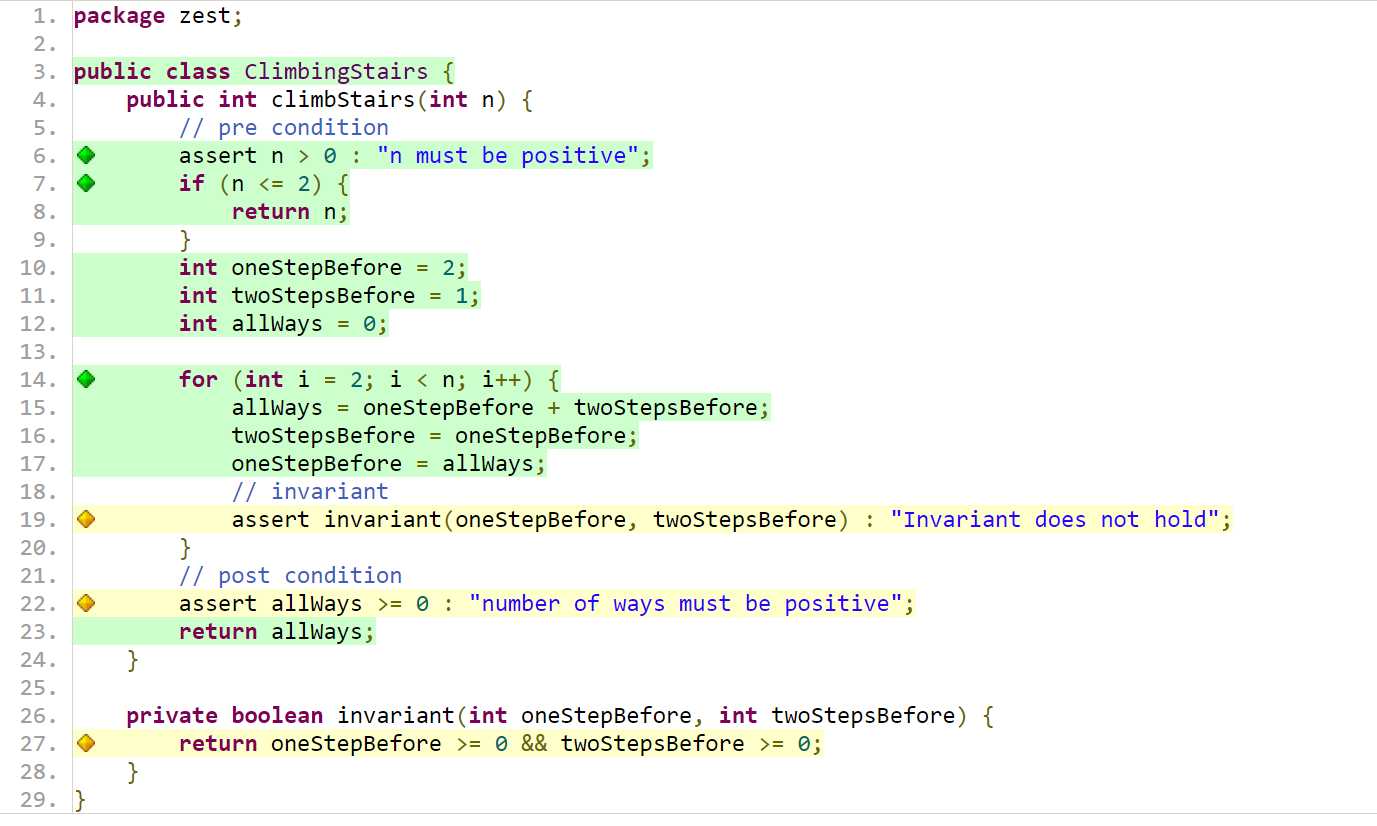 1. package zest;
2.
3. public class ClimbingStairs {
4.     public int climbStairs(int n) {
5.         // pre condition
6.         assert n > 0 : "n must be positive";
7.         if (n <= 2) {
8.             return n;
9.         }
10.         int oneStepBefore = 2;
11.         int twoStepsBefore = 1;
12.         int allWays = 0;
13.
14.         for (int i = 2; i < n; i++) {
15.             allWays = oneStepBefore + twoStepsBefore;
16.             twoStepsBefore = oneStepBefore;
17.             oneStepBefore = allWays;
18.             // invariant
19.             assert invariant(oneStepBefore, twoStepsBefore) : "Invariant does not hold";
20.         }
21.         // post condition
22.         assert allWays >= 0 : "number of ways must be positive";
23.         return allWays;
24.     }
25.
26.     private boolean invariant(int oneStepBefore, int twoStepsBefore) {
27.         return oneStepBefore >= 0 && twoStepsBefore >= 0;
28.     }
29. }